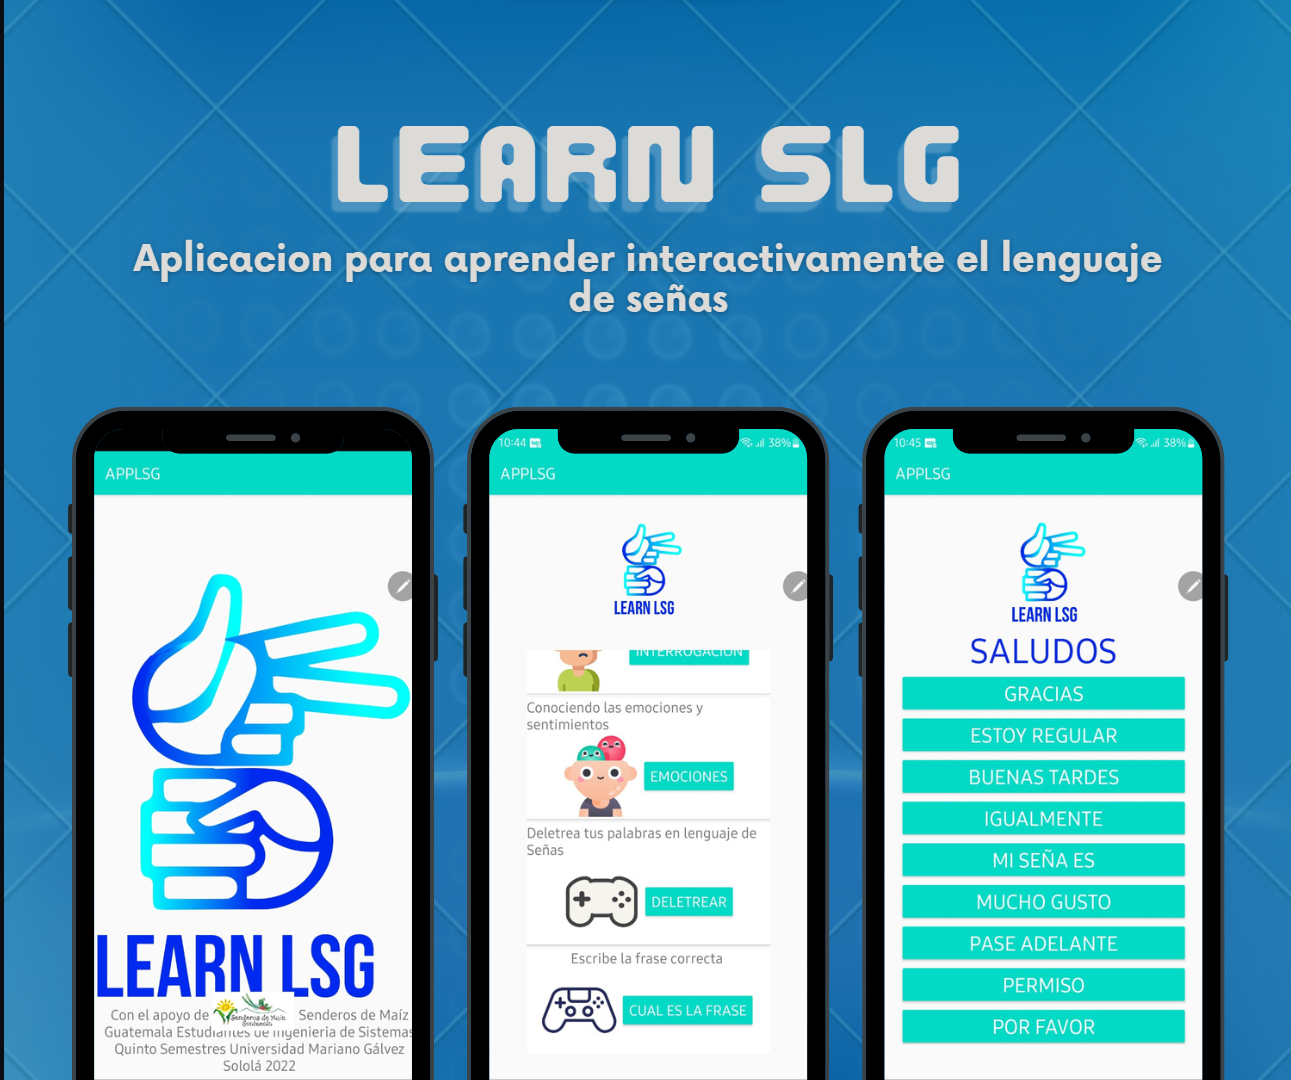 LEARN SLG
Aplicacion para aprender interactivamente el lenguaje
de señas
APPLSG
LEARN LSG
Con el apoyo de Senderos de Maíz Guatemala Senderos de Maíz
Guatemala Estudiantes de Ingenieria de Sistemas
Quinto Semestres Universidad Mariano Gálvez
Sololá 2022
10:44
38%
APPLSG
LEARN LSG
INTERROGACION
Conociendo las emociones y
sentimientos
EMOCIONES
Deletrea tus palabras en lenguaje de
Señas
DELETREAR
Escribe la frase correcta
CUAL ES LA FRASE
10:45
38%
APPLSG
LEARN LSG
SALUDOS
GRACIAS
ESTOY REGULAR
BUENAS TARDES
IGUALMENTE
MI SEÑA ES
MUCHO GUSTO
PASE ADELANTE
PERMISO
POR FAVOR